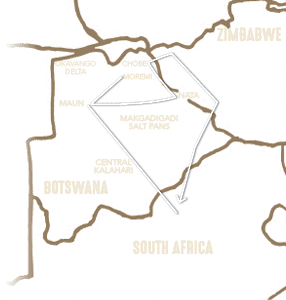 ZIMBABWE
OKAVANGO
DELTA
CHOBE
MOREMI
NATA
MAUN
MAKGADIGADI
SALT PANS
CENTRAL
KALAHARI
BOTSWANA
SOUTH AFRICA